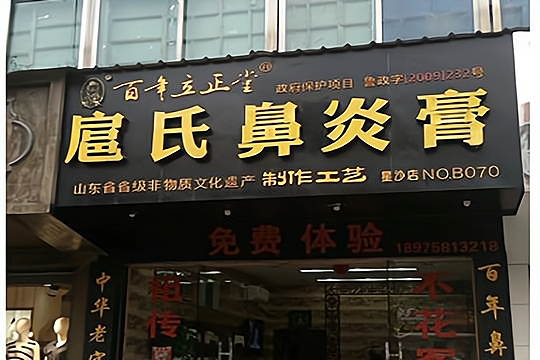 百年立正堂®
政府保护项目 鲁政字[2009]232号
扈氏鼻炎膏
山东省省级非物质文化遗产 制作工艺 星沙店NO.B070
免费体验 18975813218
中华老字
祖传
不花
百年鼻